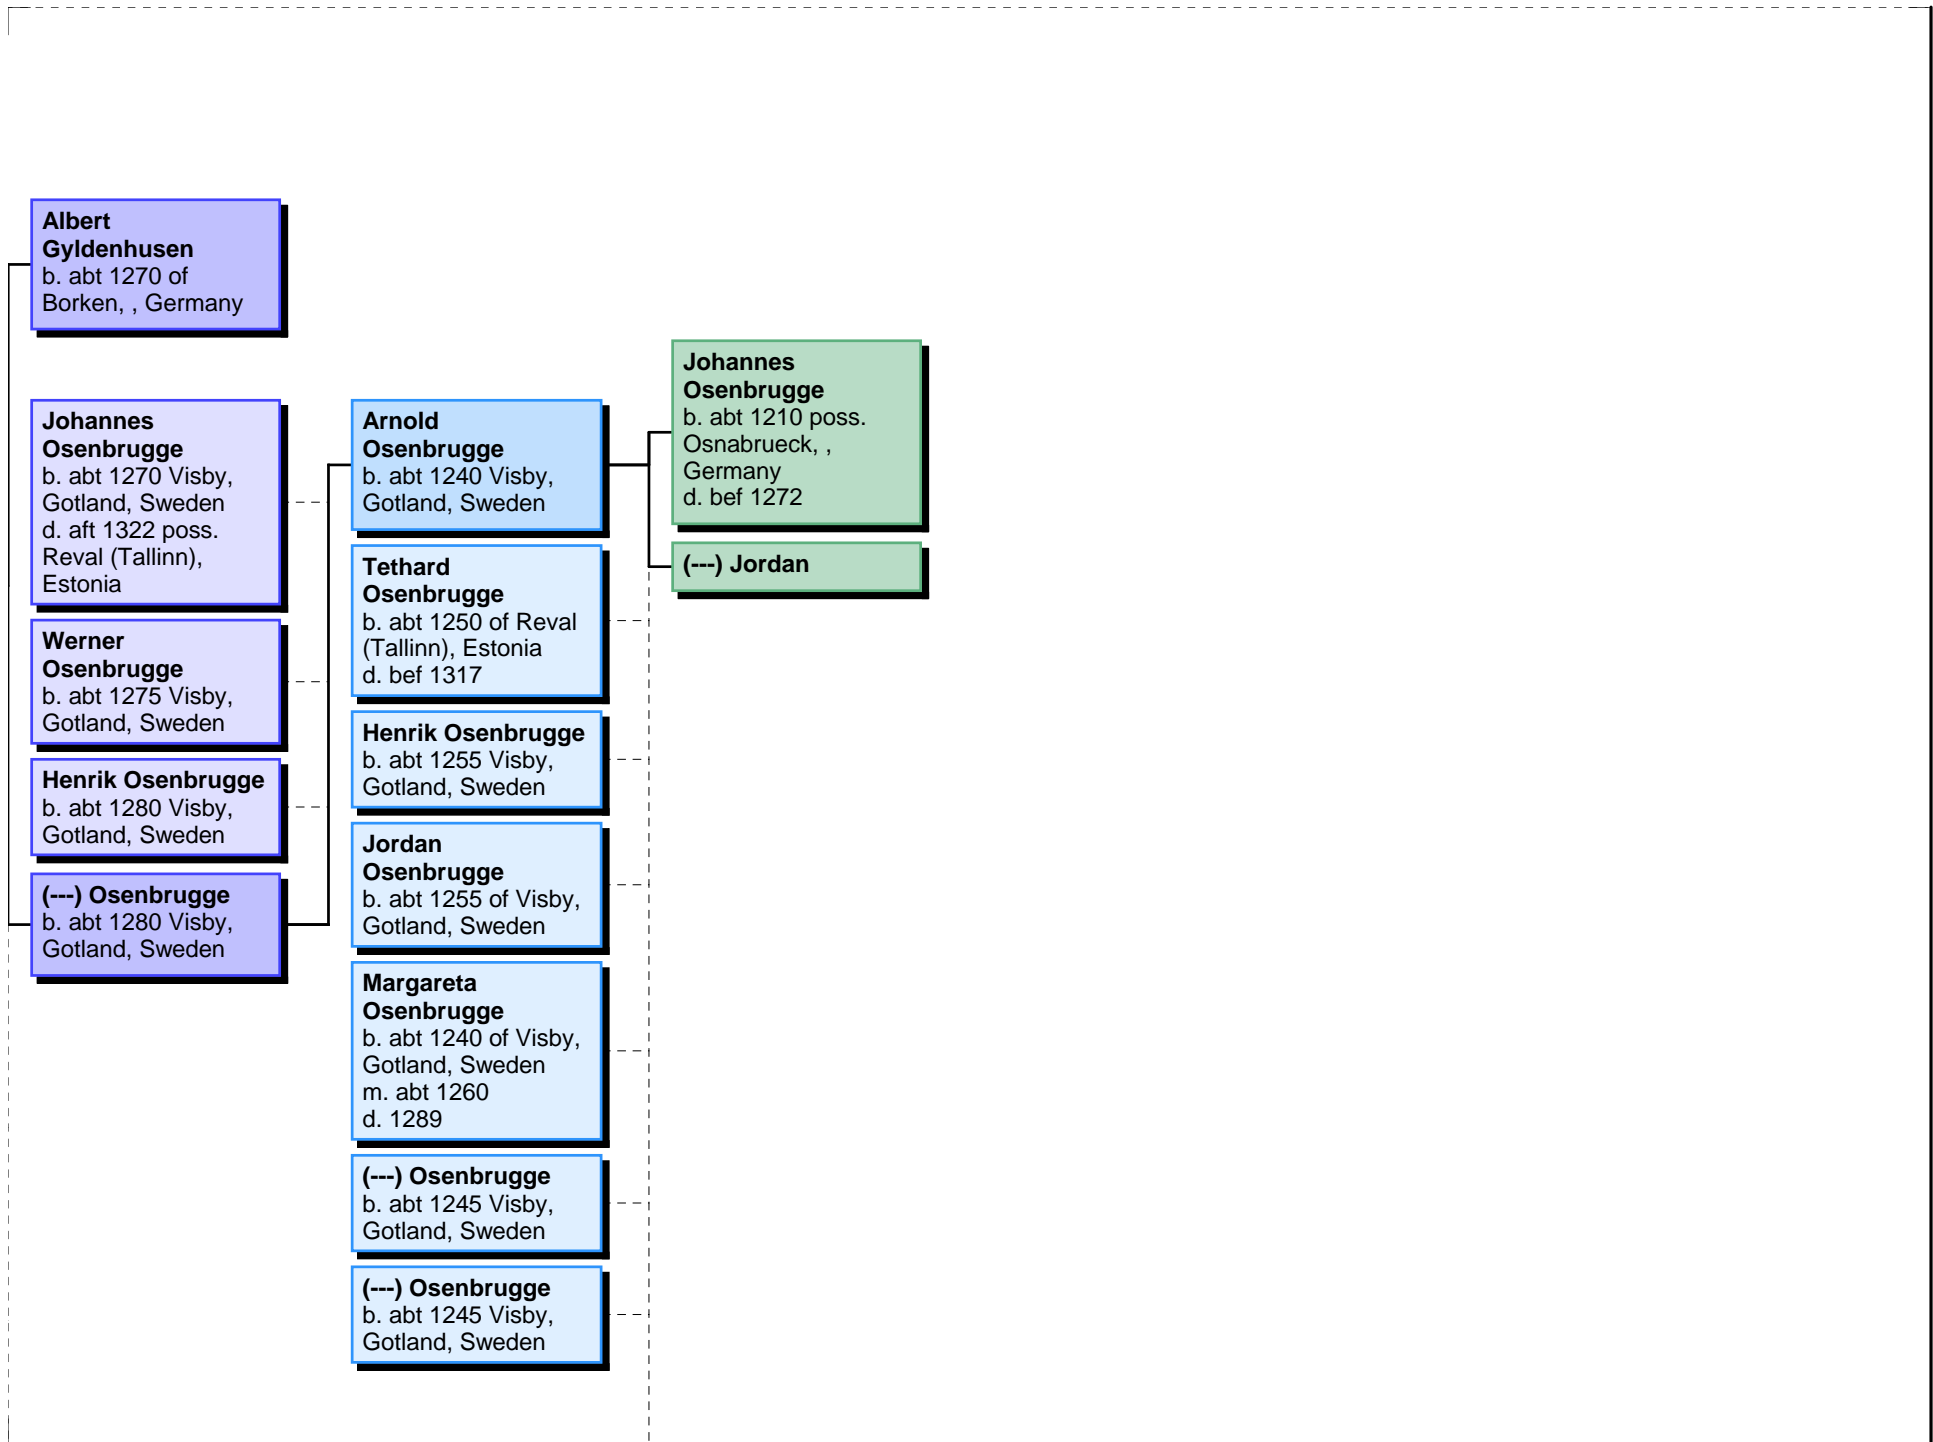 Albert
Gyldenhusen
b. abt 1270 of
Borken, , Germany
Johannes
Osenbrugge
b. abt 1270 Visby,
Gotland, Sweden
d. aft 1322 poss.
Reval (Tallinn),
Estonia
Werner
Osenbrugge
b. abt 1275 Visby,
Gotland, Sweden
Henrik Osenbrugge
b. abt 1280 Visby,
Gotland, Sweden
(---) Osenbrugge
b. abt 1280 Visby,
Gotland, Sweden
Arnold
Osenbrugge
b. abt 1240 Visby,
Gotland, Sweden
Tethard
Osenbrugge
b. abt 1250 of Reval
(Tallinn), Estonia
d. bef 1317
Henrik Osenbrugge
b. abt 1255 Visby,
Gotland, Sweden
Jordan
Osenbrugge
b. abt 1255 of Visby,
Gotland, Sweden
Margareta
Osenbrugge
b. abt 1240 of Visby,
Gotland, Sweden
m. abt 1260
d. 1289
(---) Osenbrugge
b. abt 1245 Visby,
Gotland, Sweden
(---) Osenbrugge
b. abt 1245 Visby,
Gotland, Sweden
Johannes
Osenbrugge
b. abt 1210 poss.
Osnabrueck, ,
Germany
d. bef 1272
(---) Jordan